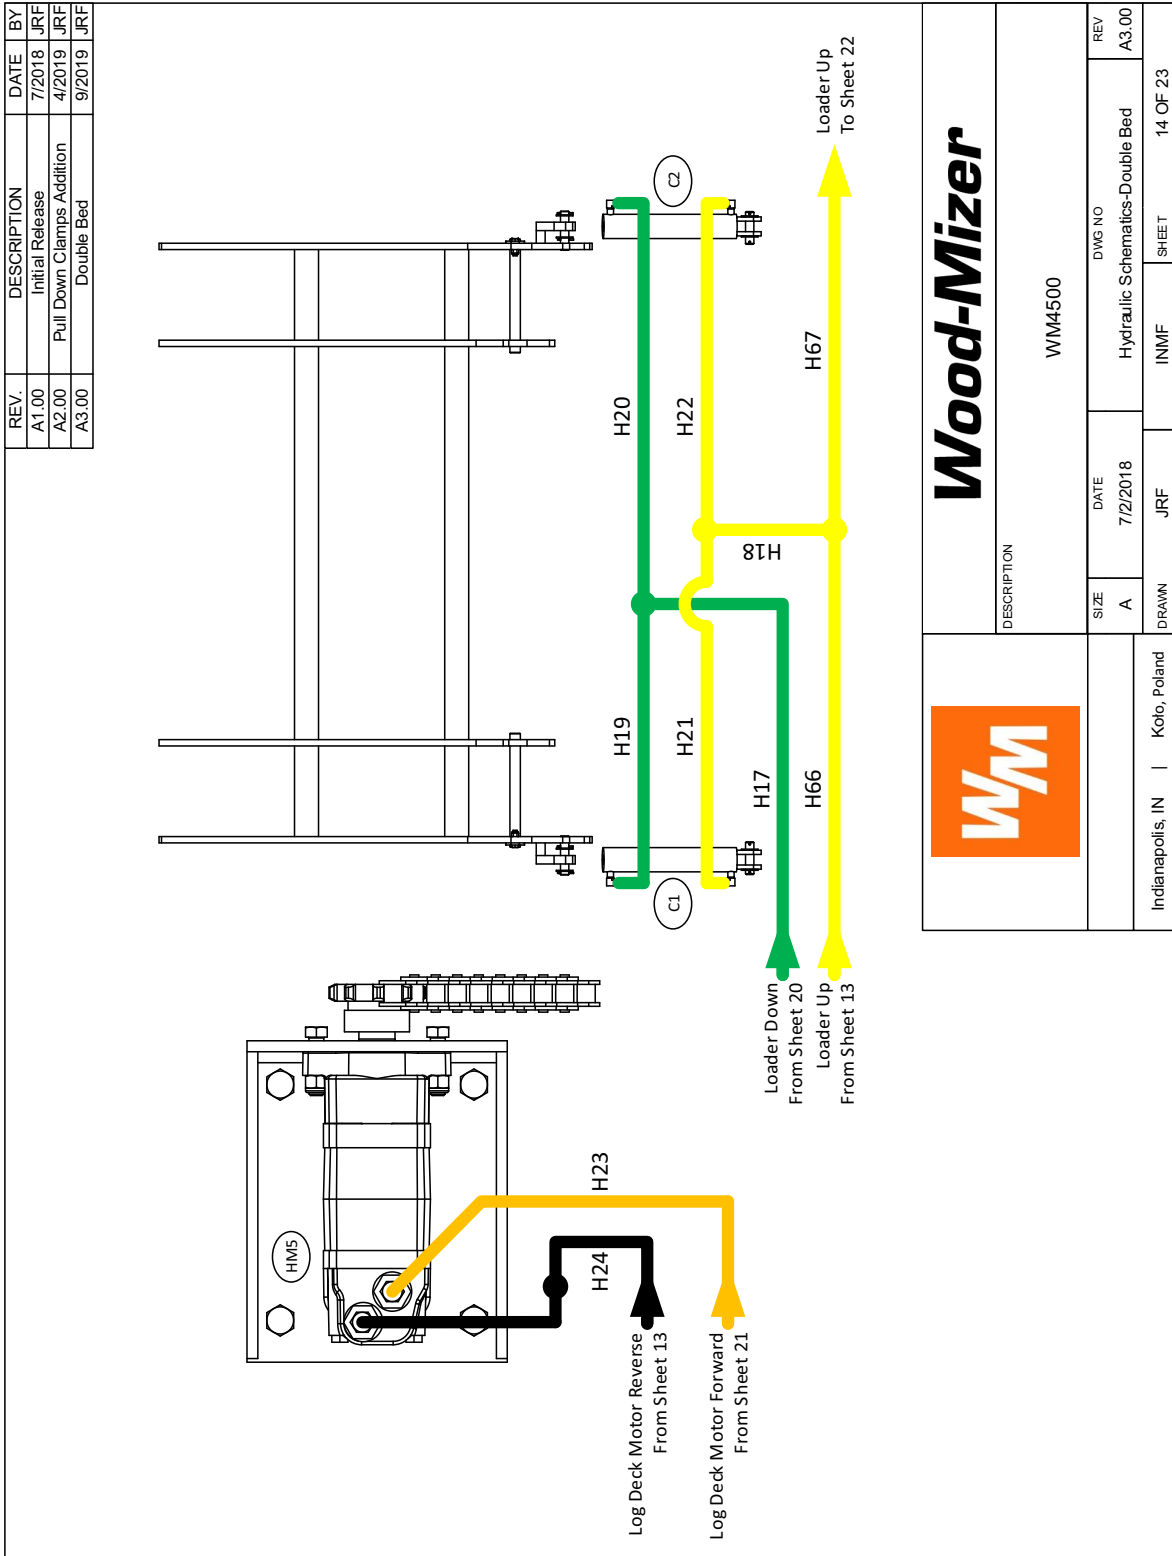 REV. DESCRIPTION DATE BY
A1.00 Initial Release 7/2018 JRF
A2.00 Pull Down Clamps Addition 4/2019 JRF
A3.00 Double Bed 9/2019 JRF
HM5
H23
H24
Log Deck Motor Reverse
From Sheet 13
Log Deck Motor Forward
From Sheet 21
C1
C2
H19
H20
H21
H22
H18
H17
H66
H67
Loader Down
From Sheet 20
Loader Up
From Sheet 13
Loader Up
To Sheet 22
WM
Wood-Mizer
DESCRIPTION
WM4500
SIZE DATE DWG NO REV
A 7/2/2018 Hydraulic Schematics-Double Bed A3.00
Indianapolis, IN | Koło, Poland
DRAWN JRF INMF SHEET 14 OF 23